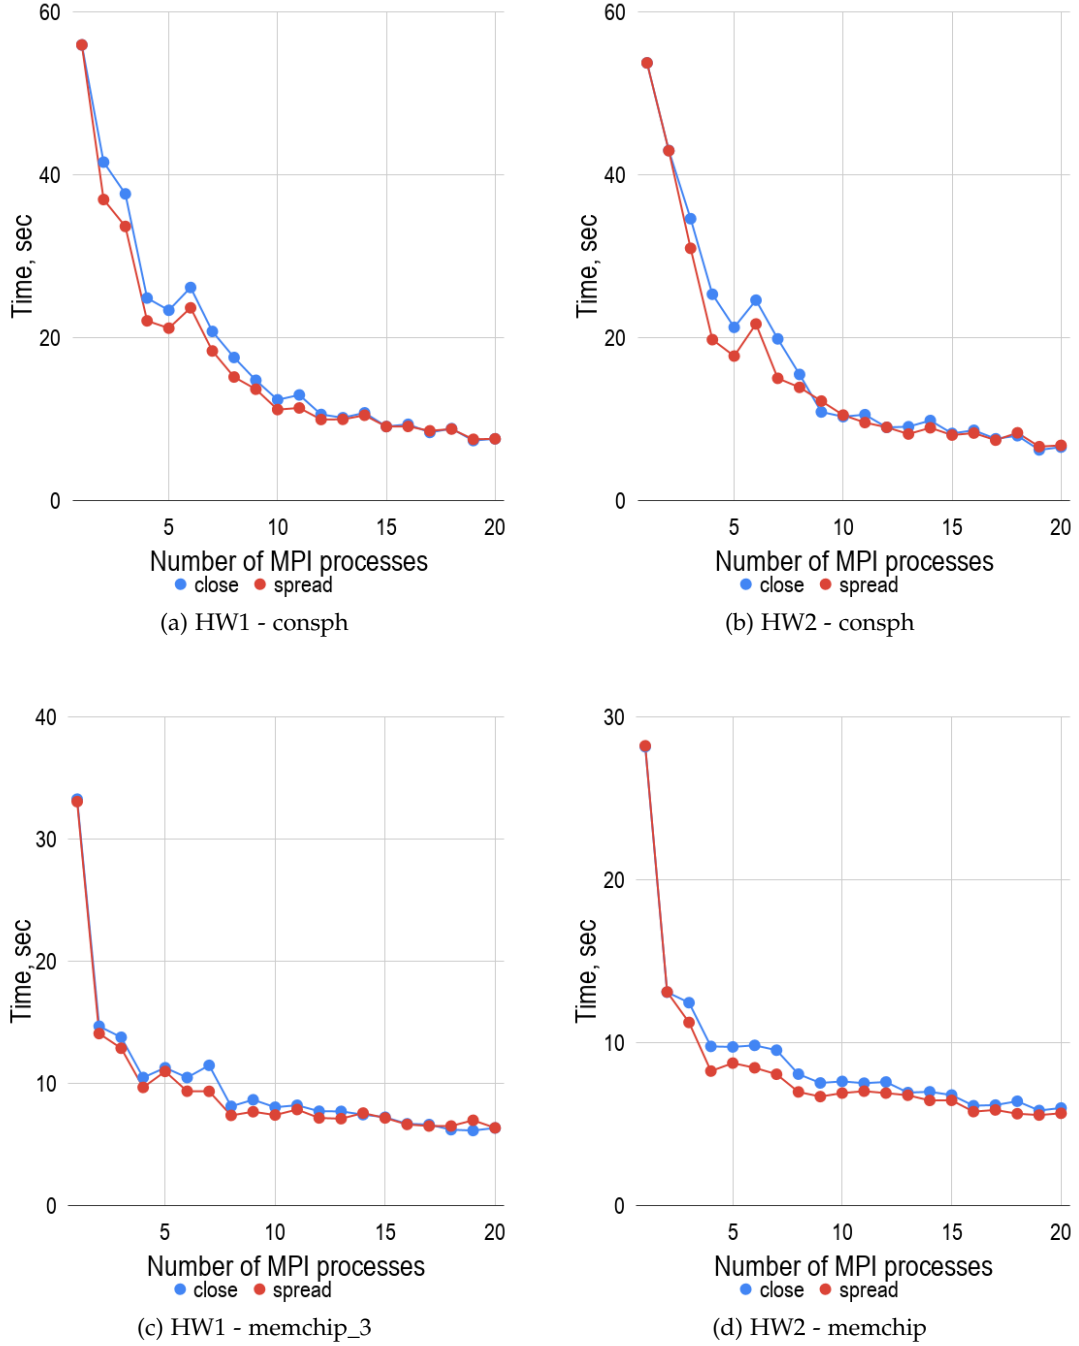 60
40
20
0
Time, sec
5 10 15 20
Number of MPI processes
close spread
(a) HW1 - consph
60
40
20
0
Time, sec
5 10 15 20
Number of MPI processes
close spread
(b) HW2 - consph
40
30
20
10
0
Time, sec
5 10 15 20
Number of MPI processes
close spread
(c) HW1 - memchip_3
30
20
10
0
Time, sec
5 10 15 20
Number of MPI processes
close spread
(d) HW2 - memchip